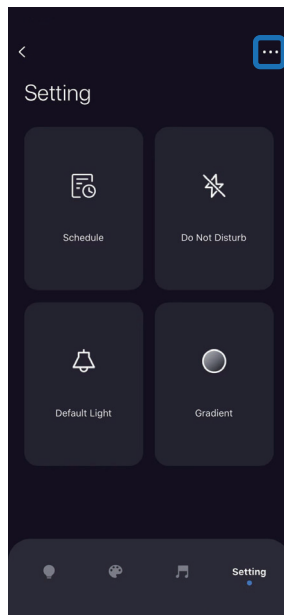 Setting
Schedule
Do Not Disturb
Default Light
Gradient
Setting